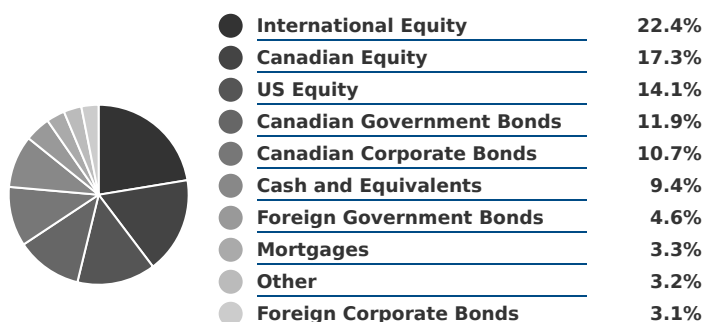 International Equity 22.4%
Canadian Equity 17.3%
US Equity 14.1%
Canadian Government Bonds 11.9%
Canadian Corporate Bonds 10.7%
Cash and Equivalents 9.4%
Foreign Government Bonds 4.6%
Mortgages 3.3%
Other 3.2%
Foreign Corporate Bonds 3.1%